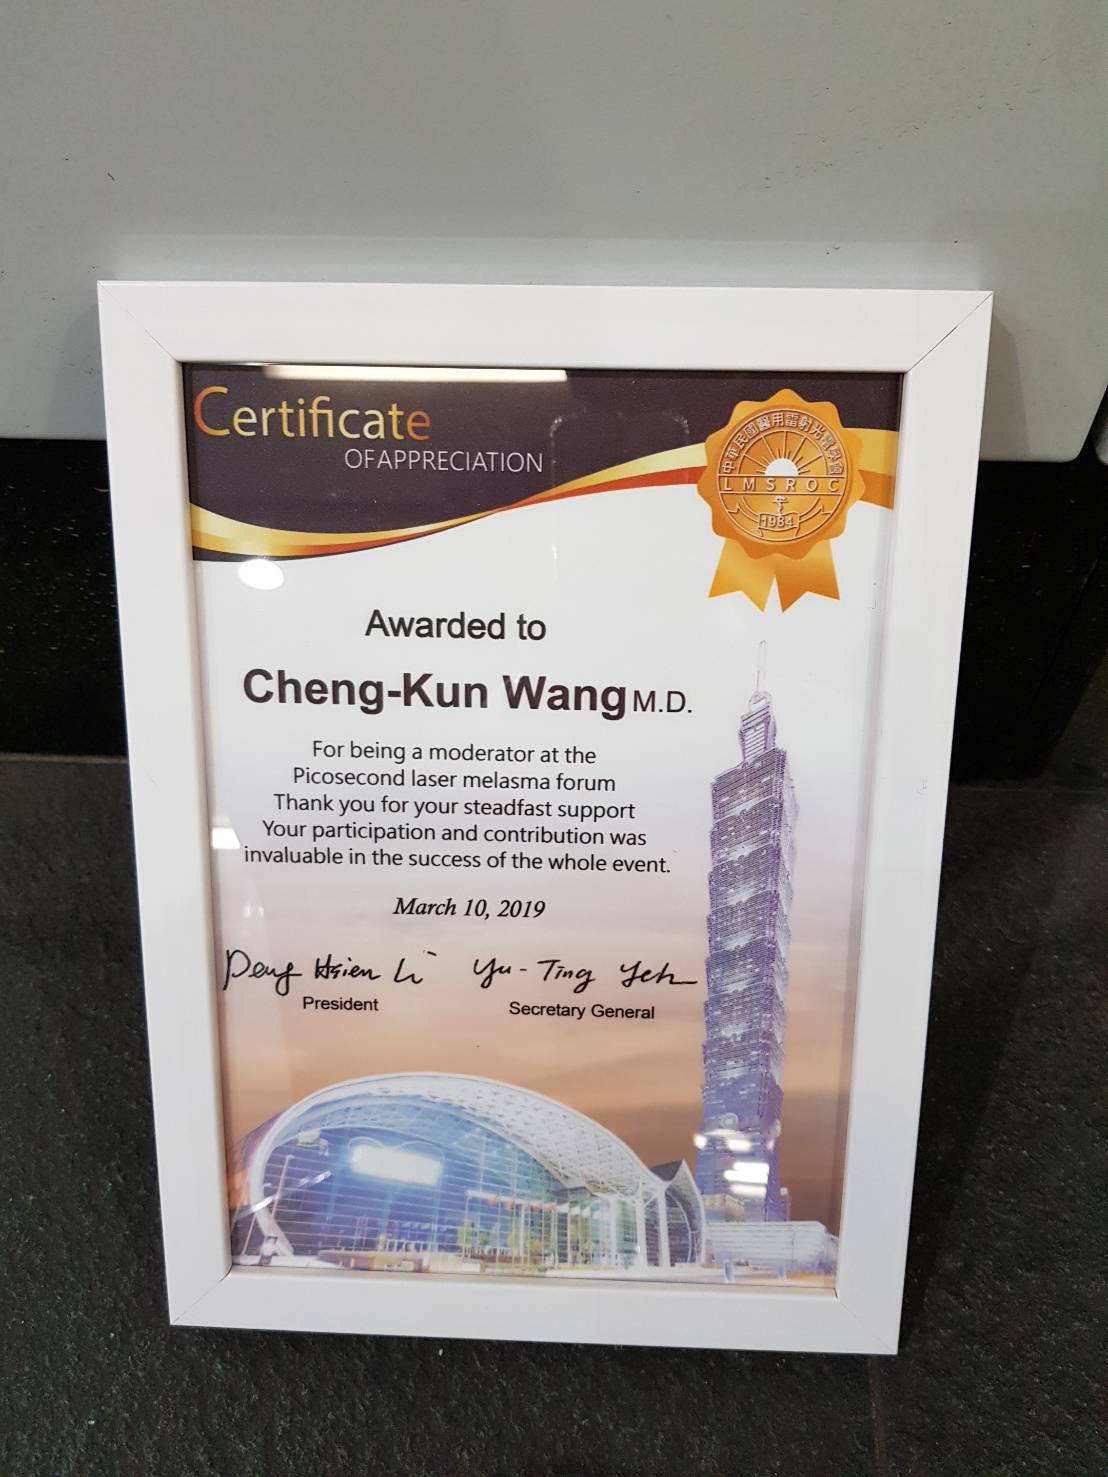 Certificate
OF APPRECIATION
中華民國醫用雷射光電學會
LMSROC
1984
Awarded to
Cheng-Kun Wang M.D.
For being a moderator at the
Picosecond laser melasma forum
Thank you for your steadfast support
Your participation and contribution was
invaluable in the success of the whole event.
March 10, 2019
Peng Hsien Li Yu-Ting Yeh
President Secretary General